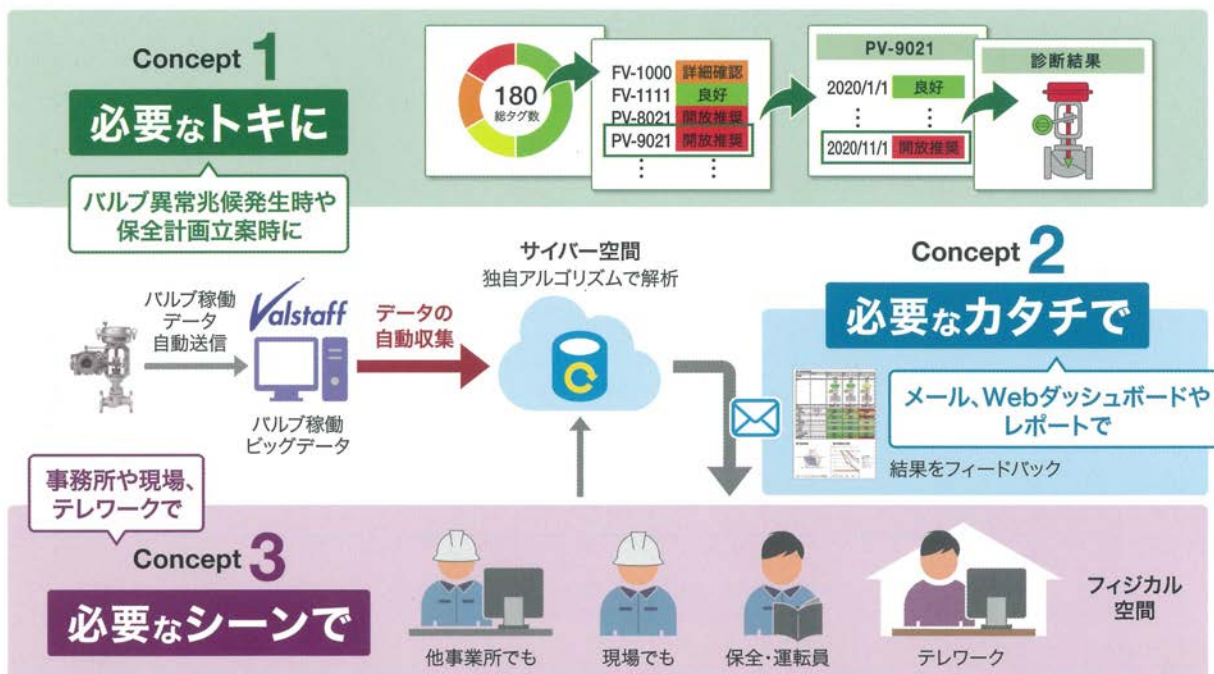 Concept 1
必要なトキに
バルブ異常兆候発生時や
保全計画立案時に
180
総タグ数
FV-1000 詳細確認
FV-1111 良好
PV-8021 開放推奨
PV-9021 開放推奨
PV-9021
2020/1/1 良好
2020/11/1 開放推奨
診断結果
バルブ稼働
データ
自動送信
Valstaff
バルブ稼働
ビッグデータ
データの
自動収集
サイバー空間
独自アルゴリズムで解析
Concept 2
必要なカタチで
メール、Webダッシュボードや
レポートで
結果をフィードバック
事務所や現場、
テレワークで
Concept 3
必要なシーンで
他事業所でも
現場でも
保全・運転員
テレワーク
フィジカル
空間